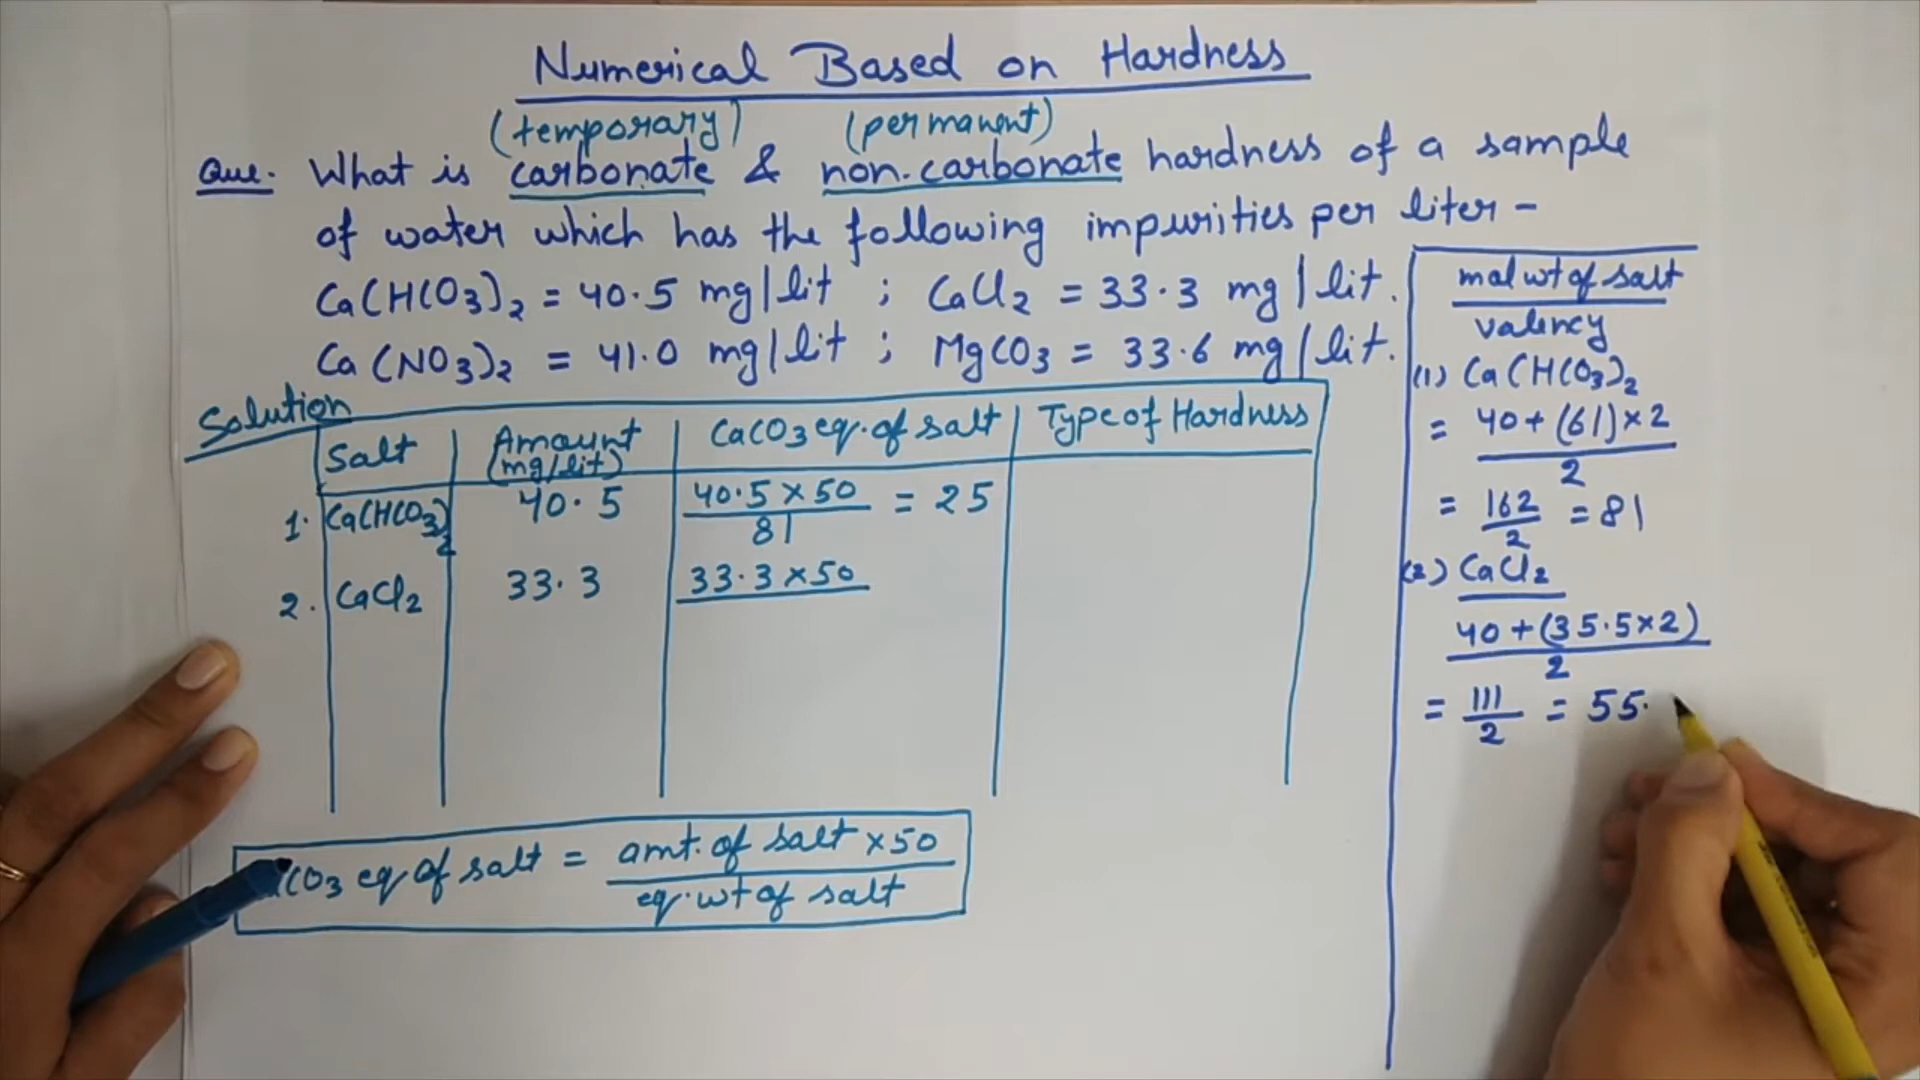 Numerical Based on Hardness
(temporary) (permanent)
Que. What is carbonate & non-carbonate hardness of a sample
of water which has the following impurities per liter -
Ca(HCO3)2 = 40.5 mg/lit ; CaCl2 = 33.3 mg/lit.
Ca(NO3)2 = 41.0 mg/lit ; MgCO3 = 33.6 mg/lit.
Solution
Salt | Amount (mg/lit) | CaCO3 eq. of salt | Type of Hardness
1. Ca(HCO3)2 40.5 40.5 x 50 / 81 = 25
2. CaCl2 33.3 33.3 x 50
CO3 eq of salt = amt. of salt x 50 / eq. wt of salt
mol wt of salt
valency
(1) Ca(HCO3)2
= 40 + (61) x 2
2
= 162/2 = 81
(2) CaCl2
40 + (35.5 x 2)
2
= 111/2 = 55.